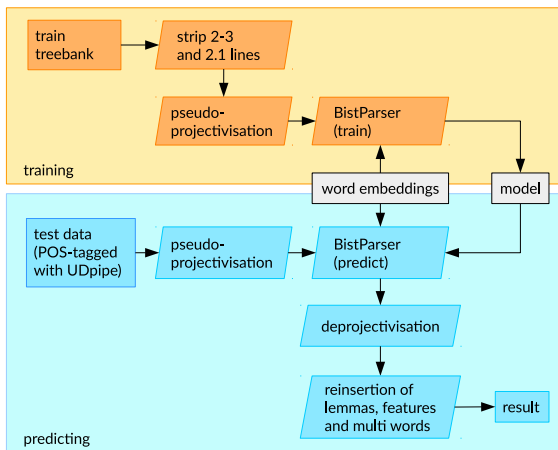 train
treebank
strip 2-3
and 2.1 lines
pseudo-
projectivisation
BistParser
(train)
training
word embeddings
model
test data
(POS-tagged
with UDpipe)
pseudo-
projectivisation
BistParser
(predict)
deprojectivisation
reinsertion of
lemmas, features
and multi words
result
predicting